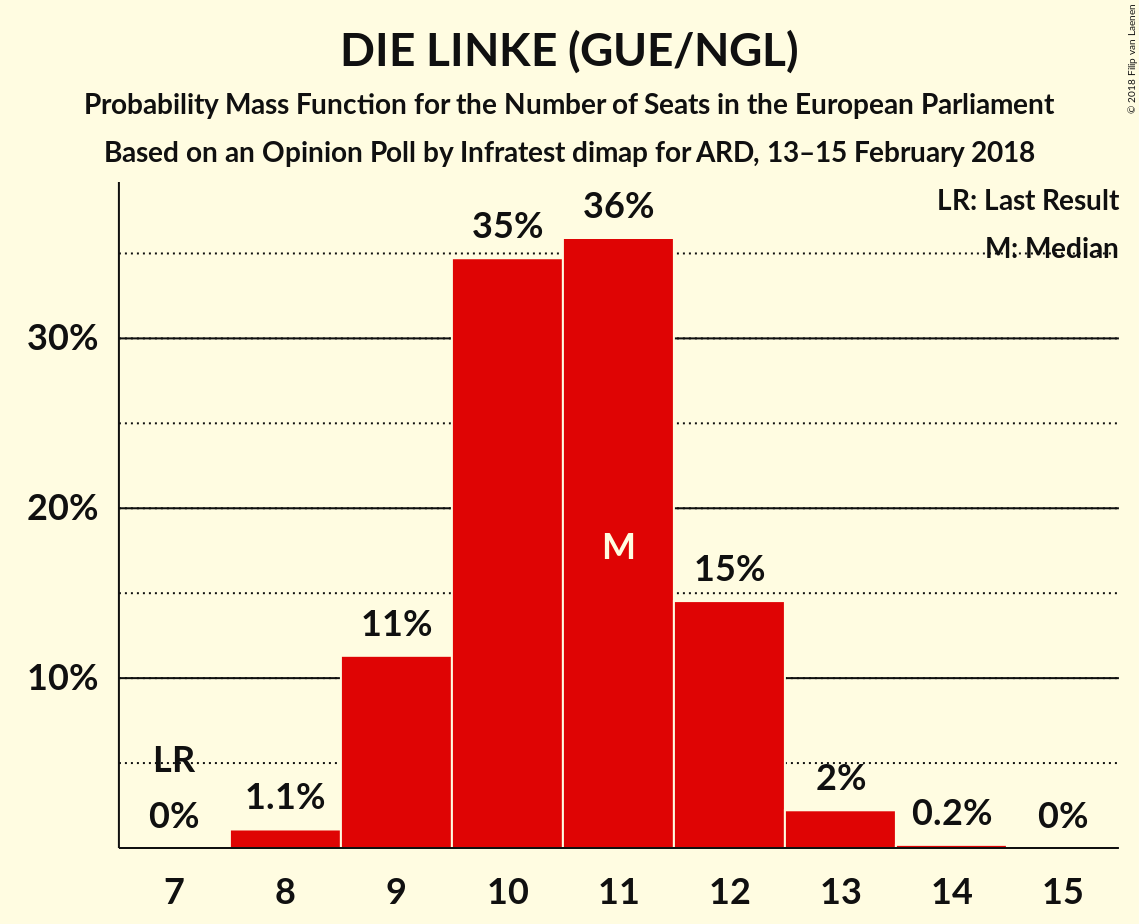 DIE LINKE (GUE/NGL)
Probability Mass Function for the Number of Seats in the European Parliament
Based on an Opinion Poll by Infratest dimap for ARD, 13–15 February 2018
© 2018 Filip van Laenen
LR: Last Result
M: Median
36%
35%
30%
20%
M
15%
11%
10%
LR
0%
1.1%
2%
0.2%
0%
7 8 9 10 11 12 13 14 15